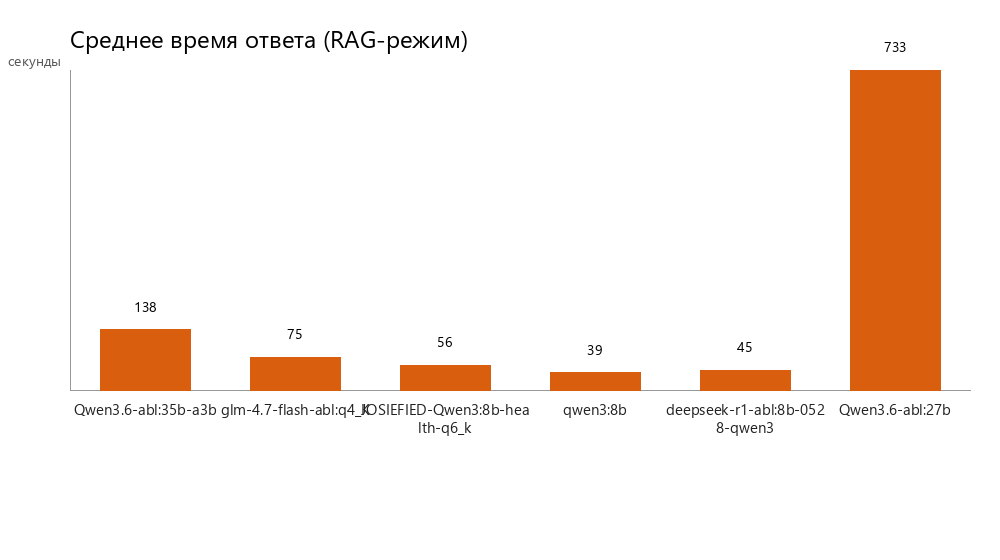 Среднее время ответа (RAG-режим)
секунды
733
138
75
56
39
45
Qwen3.6-abl:35b-a3b
glm-4.7-flash-abl:q4_K
JOSIEFIED-Qwen3:8b-hea
lth-q6_k
qwen3:8b
deepseek-r1-abl:8b-052
8-qwen3
Qwen3.6-abl:27b